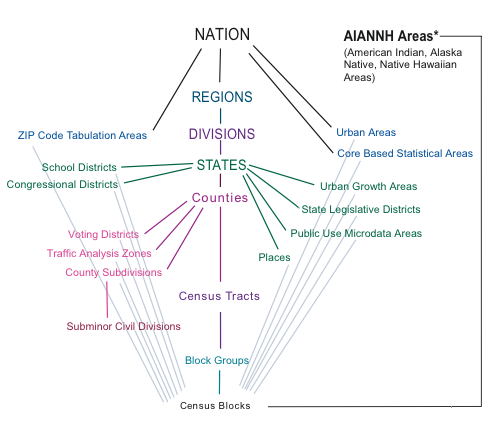 NATION
AIANNH Areas*
(American Indian, Alaska
Native, Native Hawaiian
Areas)
REGIONS
ZIP Code Tabulation Areas
DIVISIONS
Urban Areas
Core Based Statistical Areas
School Districts
STATES
Congressional Districts
Urban Growth Areas
Counties
State Legislative Districts
Voting Districts
Public Use Microdata Areas
Traffic Analysis Zones
Places
County Subdivisions
Census Tracts
Subminor Civil Divisions
Block Groups
Census Blocks